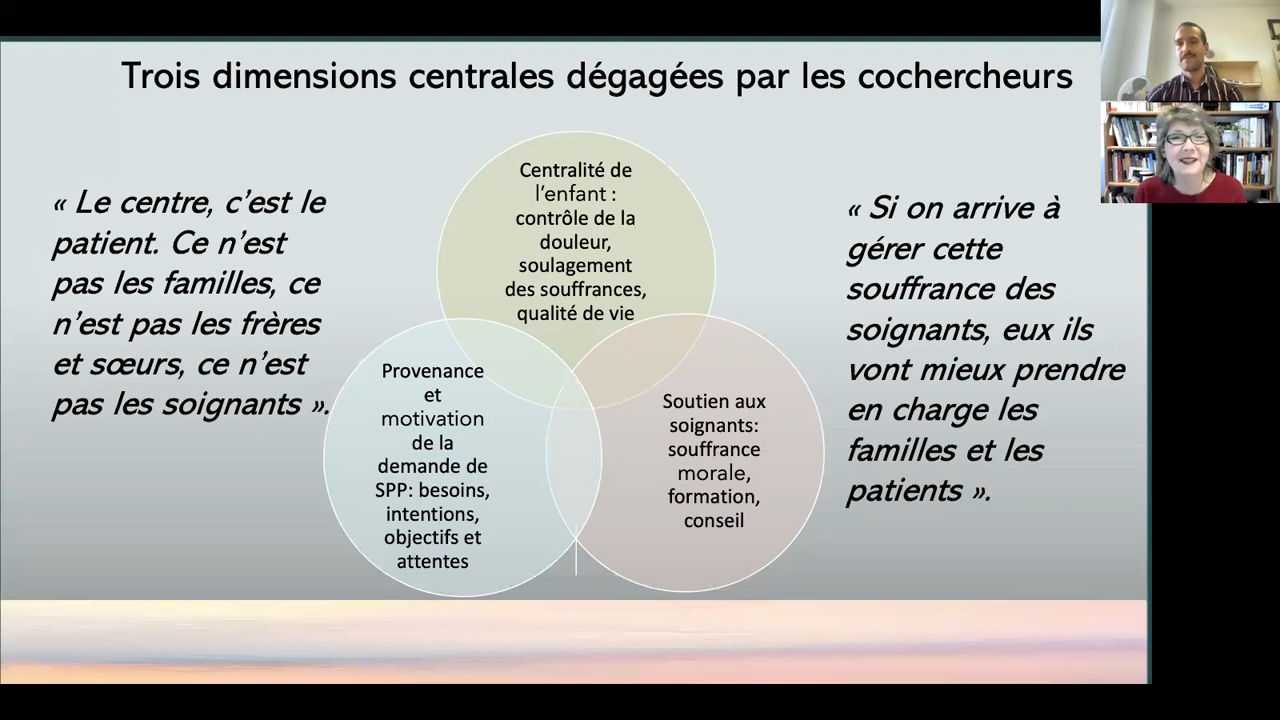 Trois dimensions centrales dégagées par les cochercheurs
« Le centre, c’est le
patient. Ce n’est
pas les familles, ce
n’est pas les frères
et sœurs, ce n’est
pas les soignants ».
Centralité de
l’enfant :
contrôle de la
douleur,
soulagement
des souffrances,
qualité de vie
Provenance
et
motivation
de la
demande de
SPP: besoins,
intentions,
objectifs et
attentes
Soutien aux
soignants:
souffrance
morale,
formation,
conseil
« Si on arrive à
gérer cette
souffrance des
soignants, eux ils
vont mieux prendre
en charge les
familles et les
patients ».